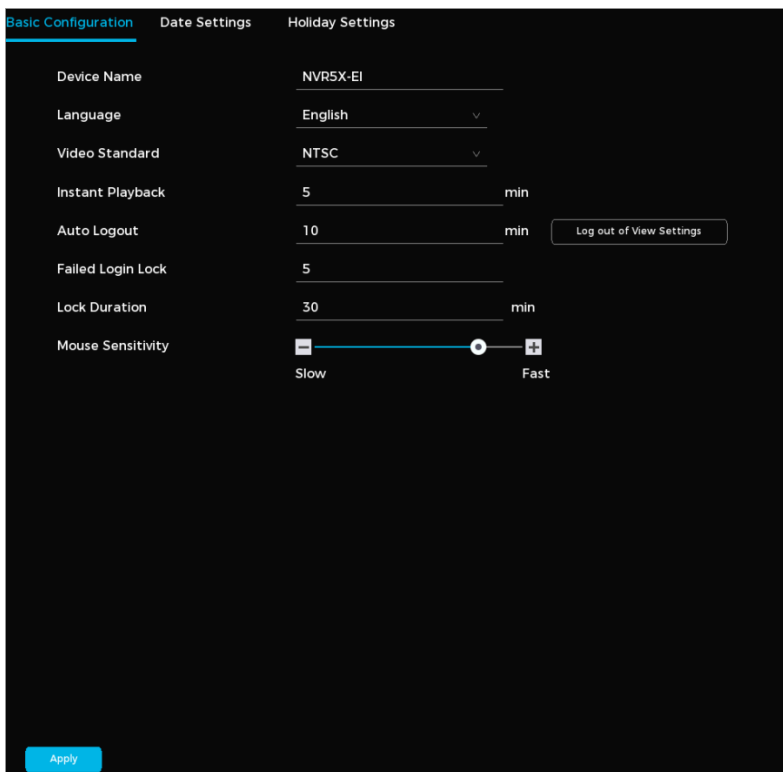 Basic Configuration Date Settings Holiday Settings
Device Name NVR5X-EI
Language English
Video Standard NTSC
Instant Playback 5 min
Auto Logout 10 min Log out of View Settings
Failed Login Lock 5
Lock Duration 30 min
Mouse Sensitivity
Slow Fast
Apply